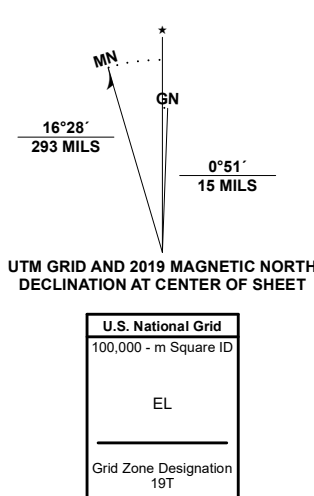 ★
MN
GN
16°28´
293 MILS
0°51´
15 MILS
UTM GRID AND 2019 MAGNETIC NORTH
DECLINATION AT CENTER OF SHEET
U.S. National Grid
100,000 - m Square ID
EL
Grid Zone Designation
19T